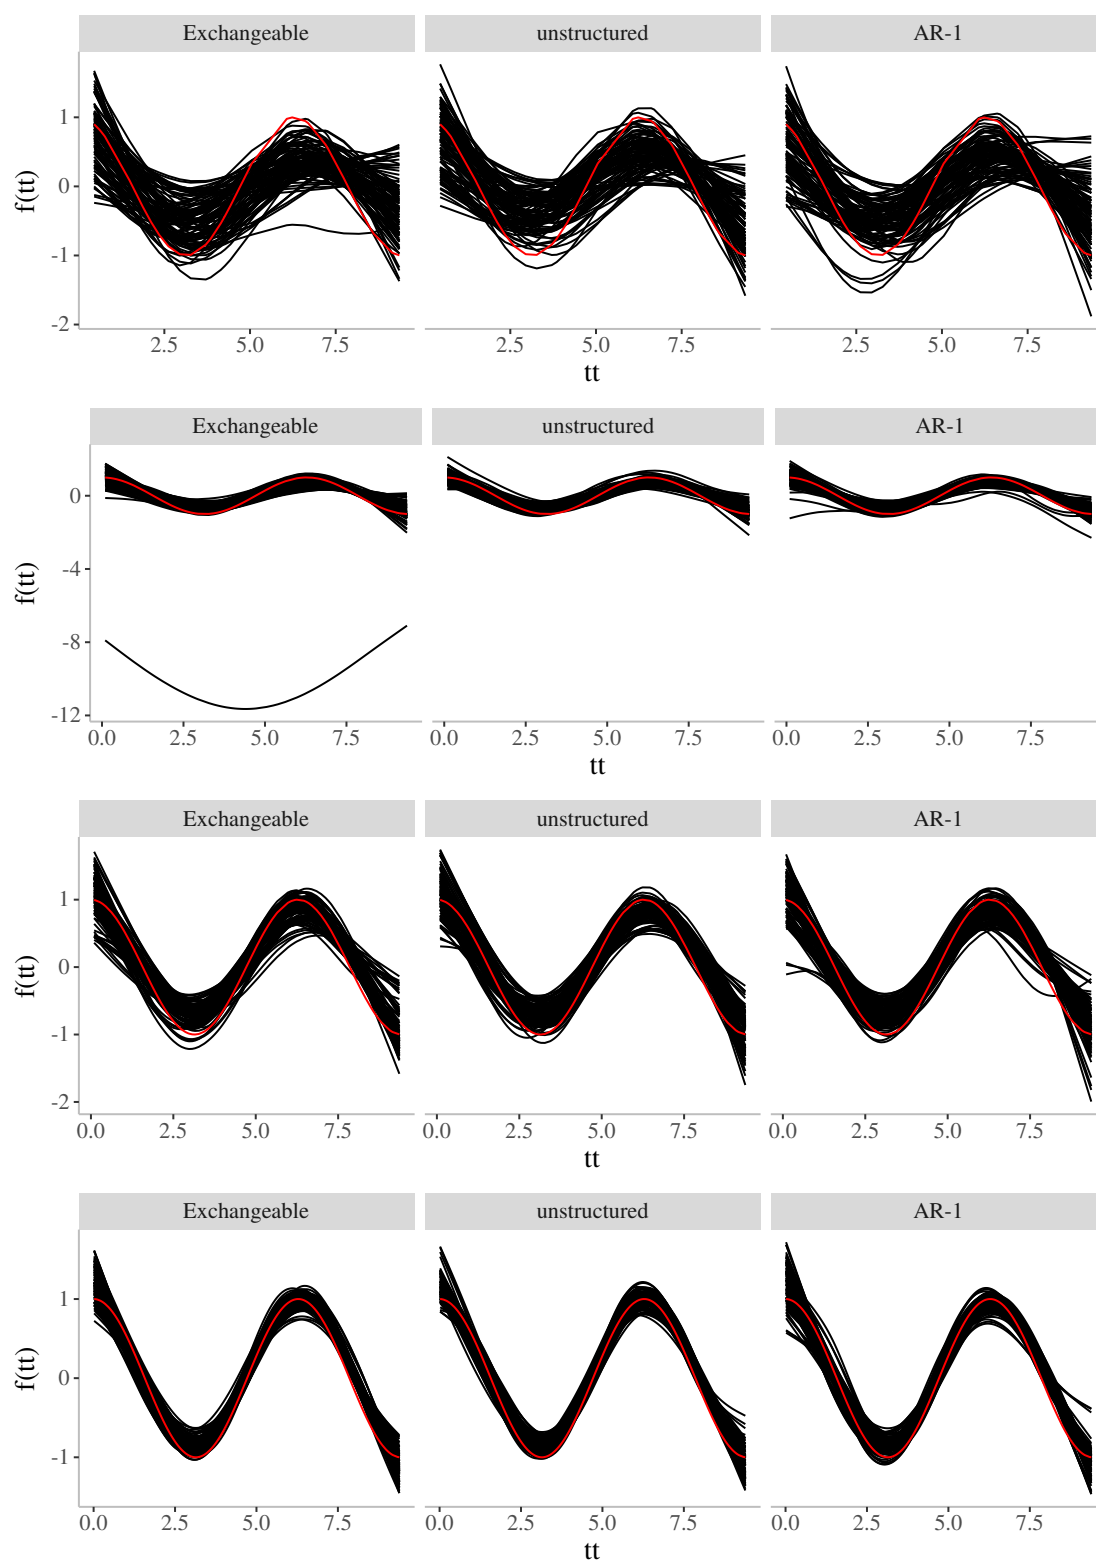 Exchangeable unstructured AR-1
1
0
-1
-2
f(tt)
2.5 5.0 7.5 2.5 5.0 7.5 2.5 5.0 7.5
tt
Exchangeable unstructured AR-1
0
-4
-8
-12
f(tt)
0.0 2.5 5.0 7.5 0.0 2.5 5.0 7.5 0.0 2.5 5.0 7.5
tt
Exchangeable unstructured AR-1
1
0
-1
-2
f(tt)
0.0 2.5 5.0 7.5 0.0 2.5 5.0 7.5 0.0 2.5 5.0 7.5
tt
Exchangeable unstructured AR-1
1
0
-1
f(tt)
0.0 2.5 5.0 7.5 0.0 2.5 5.0 7.5 0.0 2.5 5.0 7.5
tt